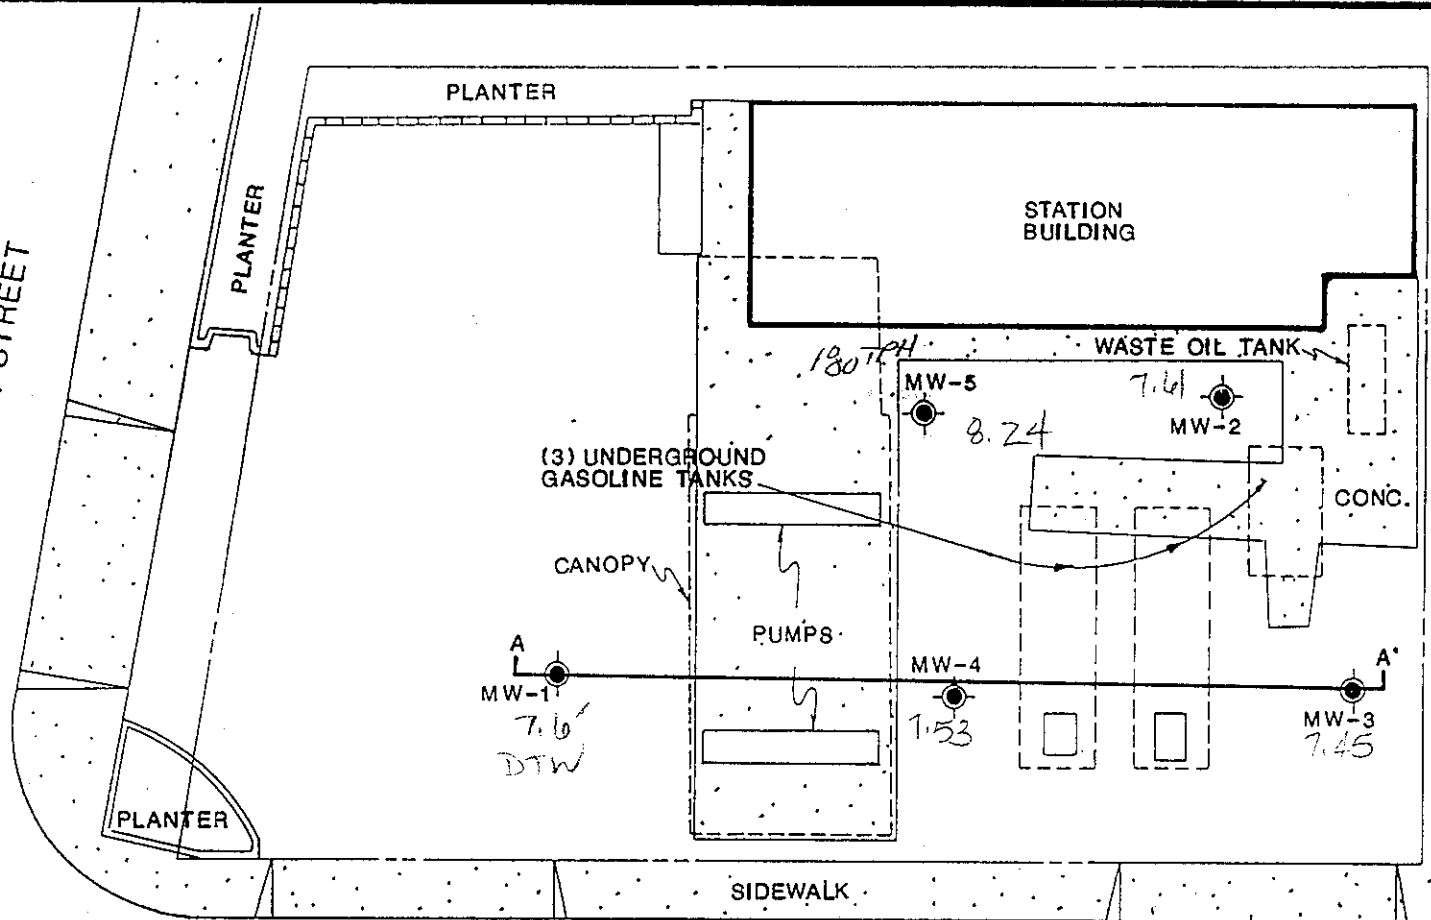 PLANTER
STREET
PLANTER
STATION
BUILDING
180 TPH
WASTE OIL TANK
MW-5
7.61
MW-2
8.24
(3) UNDERGROUND
GASOLINE TANKS
CONC.
CANOPY
PUMPS
A
MW-4
A'
MW-1
MW-3
7.6'
7.53
7.45
DTW
PLANTER
SIDEWALK